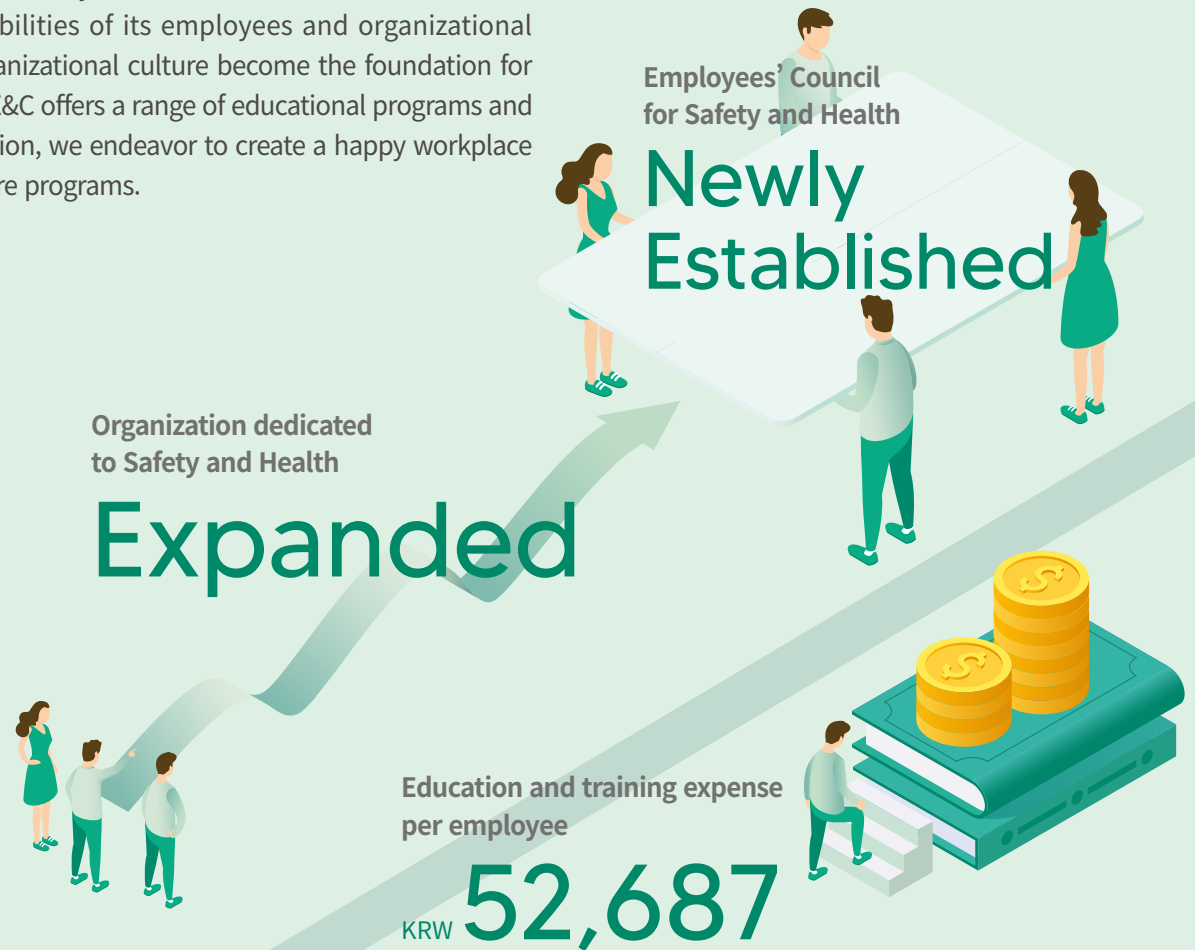 bilities of its employees and organizational
anizational culture become the foundation for
E&C offers a range of educational programs and
tion, we endeavor to create a happy workplace
re programs.
Employees’ Council
for Safety and Health
Newly
Established
Organization dedicated
to Safety and Health
Expanded
Education and training expense
per employee
KRW 52,687